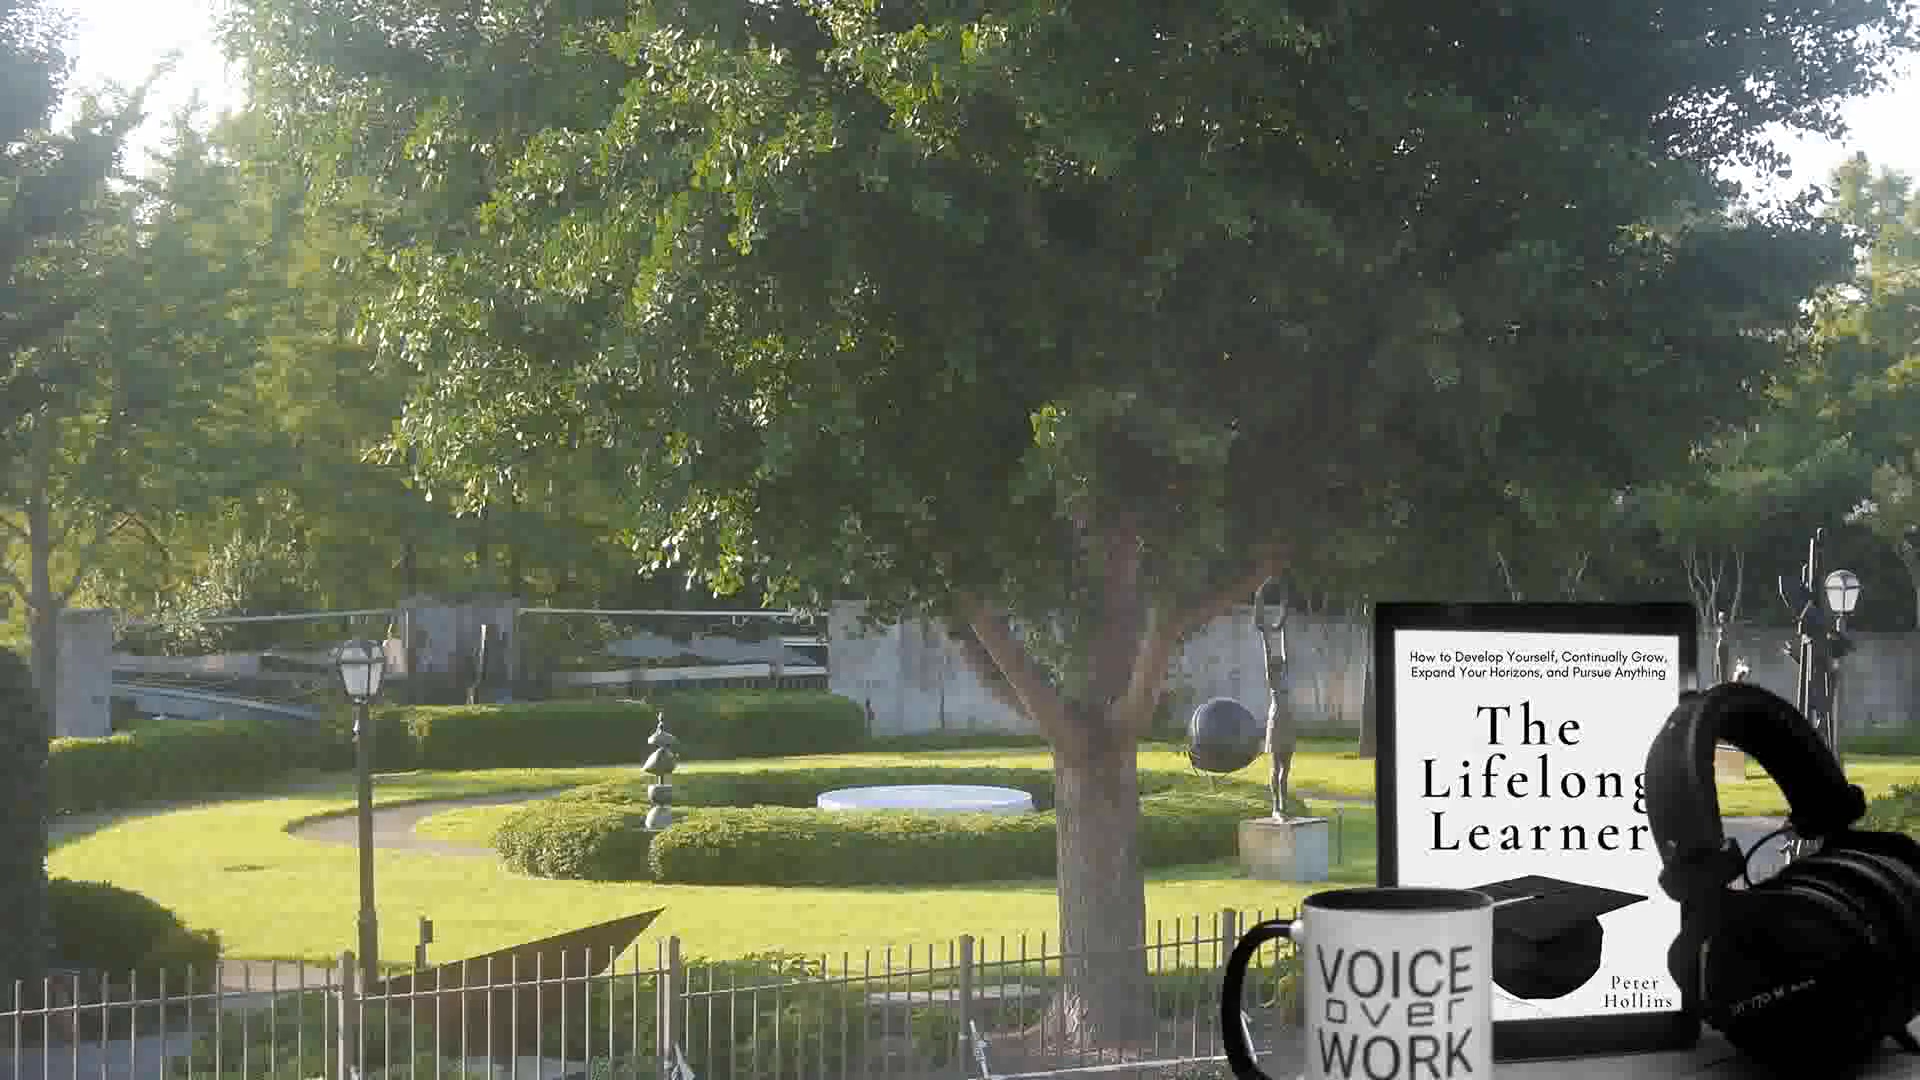 How to Develop Yourself, Continually Grow,
Expand Your Horizons, and Pursue Anything
The
Lifelong
Learner
Peter
Hollins
VOICE
over
WORK